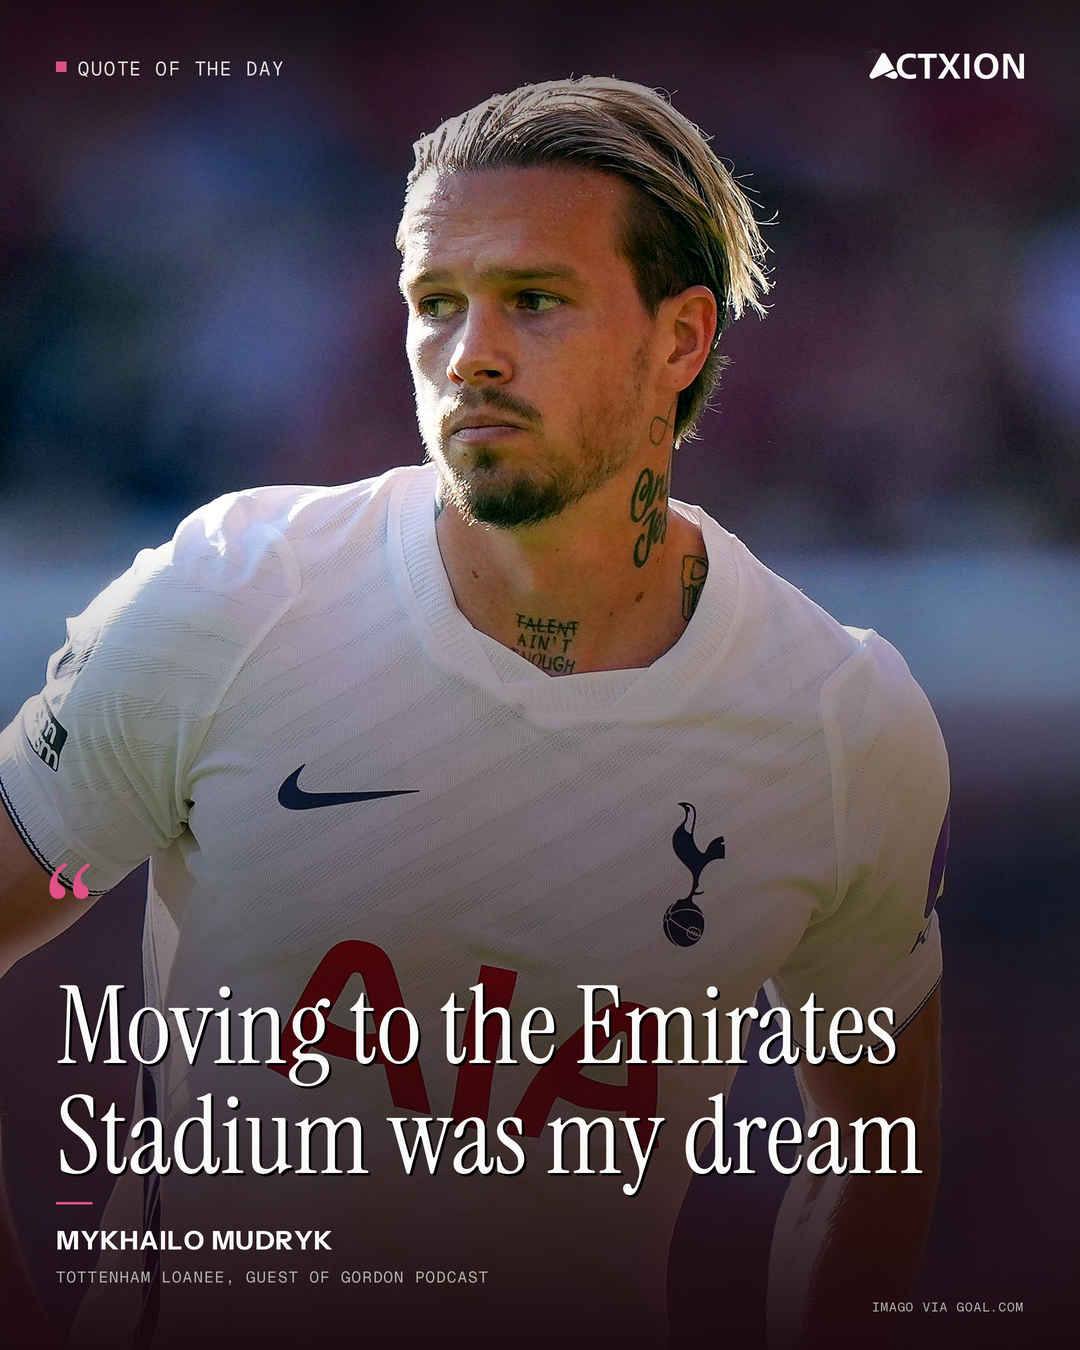 QUOTE OF THE DAY
ACTXION
TALENT
AIN'T
AIA
“
Moving to the Emirates
Stadium was my dream
MYKHAILO MUDRYK
TOTTENHAM LOANEE, GUEST OF GORDON PODCAST
IMAGO VIA GOAL.COM